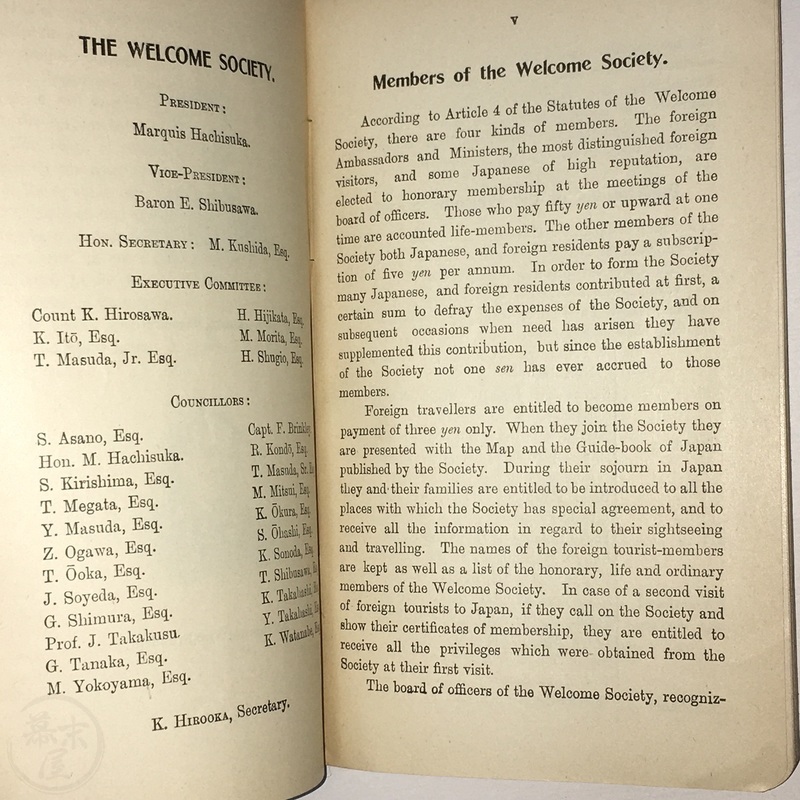 THE WELCOME SOCIETY.
PRESIDENT:
Marquis Hachisuka.
VICE-PRESIDENT:
Baron E. Shibusawa.
HON. SECRETARY: M. Kushida, Esq.
EXECUTIVE COMMITTEE:
Count K. Hirosawa. H. Hijikata, Esq.
K. Itō, Esq. M. Morita, Esq.
T. Masuda, Jr. Esq. H. Shugio, Esq.
COUNCILLORS:
S. Asano, Esq. Capt. F. Brinkley
Hon. M. Hachisuka. R. Kondō, Esq.
S. Kirishima, Esq. T. Masuda, Sr.
T. Megata, Esq. M. Mitsui, Esq.
Y. Masuda, Esq. K. Ōkura, Esq.
Z. Ogawa, Esq. S. Ōhashi,
T. Ōoka, Esq. K. Sonoda,
J. Soyeda, Esq. T. Shibusawa,
G. Shimura, Esq. K. Takahashi,
Prof. J. Takakusu. Y. Takahashi,
G. Tanaka, Esq. K. Watanabe,
M. Yokoyama, Esq.
K. HIROOKA, Secretary.
幕末屋
V
Members of the Welcome Society.
According to Article 4 of the Statutes of the Welcome
Society, there are four kinds of members. The foreign
Ambassadors and Ministers, the most distinguished foreign
visitors, and some Japanese of high reputation, are
elected to honorary membership at the meetings of the
board of officers. Those who pay fifty yen or upward at one
time are accounted life-members. The other members of the
Society both Japanese, and foreign residents pay a subscrip-
tion of five yen per annum. In order to form the Society
many Japanese, and foreign residents contributed at first, a
certain sum to defray the expenses of the Society, and on
subsequent occasions when need has arisen they have
supplemented this contribution, but since the establishment
of the Society not one sen has ever accrued to those
members.
Foreign travellers are entitled to become members on
payment of three yen only. When they join the Society they
are presented with the Map and the Guide-book of Japan
published by the Society. During their sojourn in Japan
they and their families are entitled to be introduced to all the
places with which the Society has special agreement, and to
receive all the information in regard to their sightseeing
and travelling. The names of the foreign tourist-members
are kept as well as a list of the honorary, life and ordinary
members of the Welcome Society. In case of a second visit
of foreign tourists to Japan, if they call on the Society and
show their certificates of membership, they are entitled to
receive all the privileges which were obtained from the
Society at their first visit.
The board of officers of the Welcome Society, recogniz-